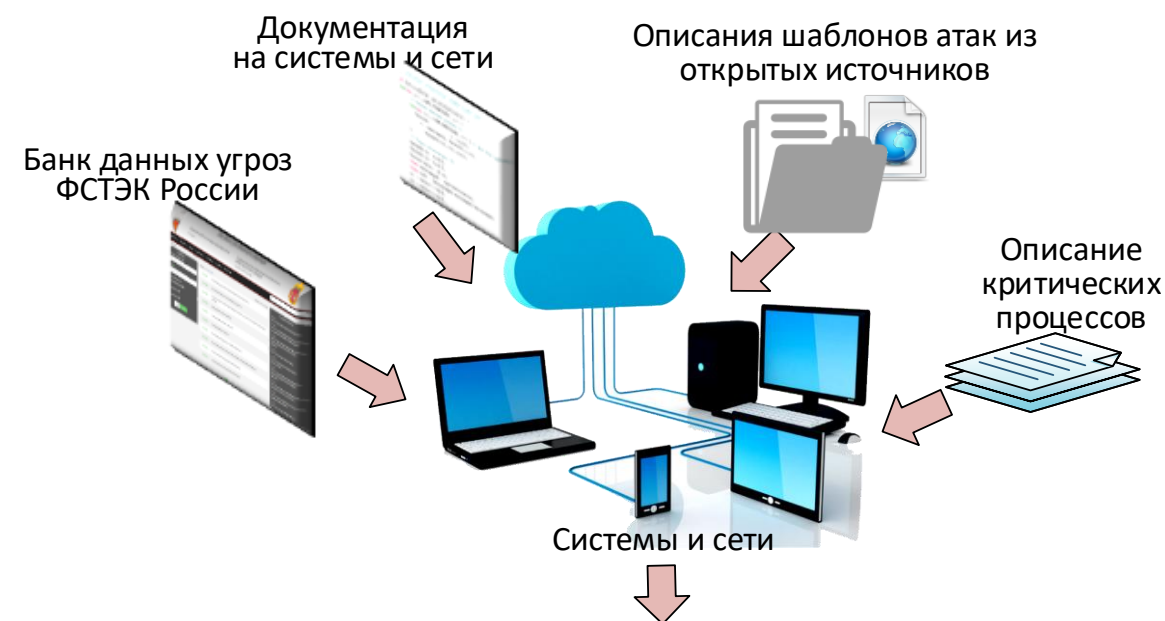 Документация
на системы и сети
Описания шаблонов атак из
открытых источников
Банк данных угроз
ФСТЭК России
Описание
критических
процессов
Системы и сети